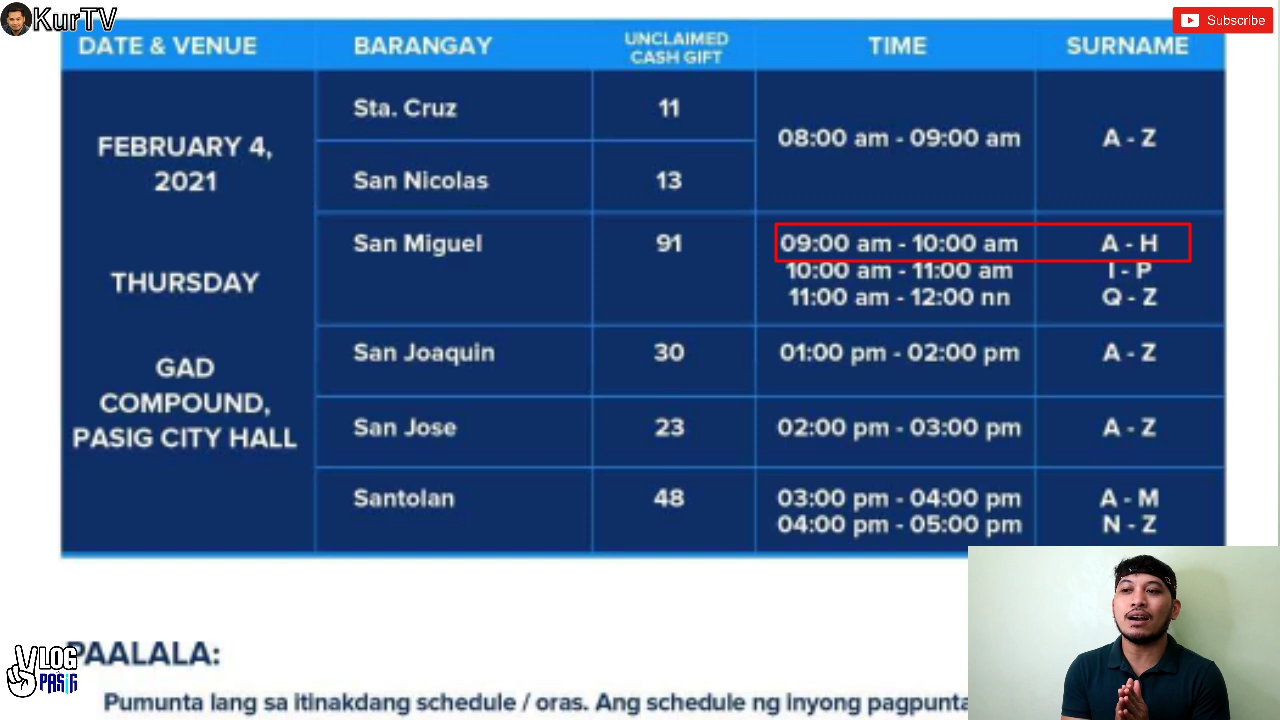 KurTV
Subscribe
DATE & VENUE BARANGAY UNCLAIMED CASH GIFT TIME SURNAME
FEBRUARY 4,
2021
THURSDAY
GAD
COMPOUND,
PASIG CITY HALL
Sta. Cruz 11
08:00 am - 09:00 am A - Z
San Nicolas 13
San Miguel 91 09:00 am - 10:00 am A - H
10:00 am - 11:00 am I - P
11:00 am - 12:00 nn Q - Z
San Joaquin 30 01:00 pm - 02:00 pm A - Z
San Jose 23 02:00 pm - 03:00 pm A - Z
Santolan 48 03:00 pm - 04:00 pm A - M
04:00 pm - 05:00 pm N - Z
PAALALA:
VLOG
PASIG
Pumunta lang sa itinakdang schedule / oras. Ang schedule ng inyong pagpunta